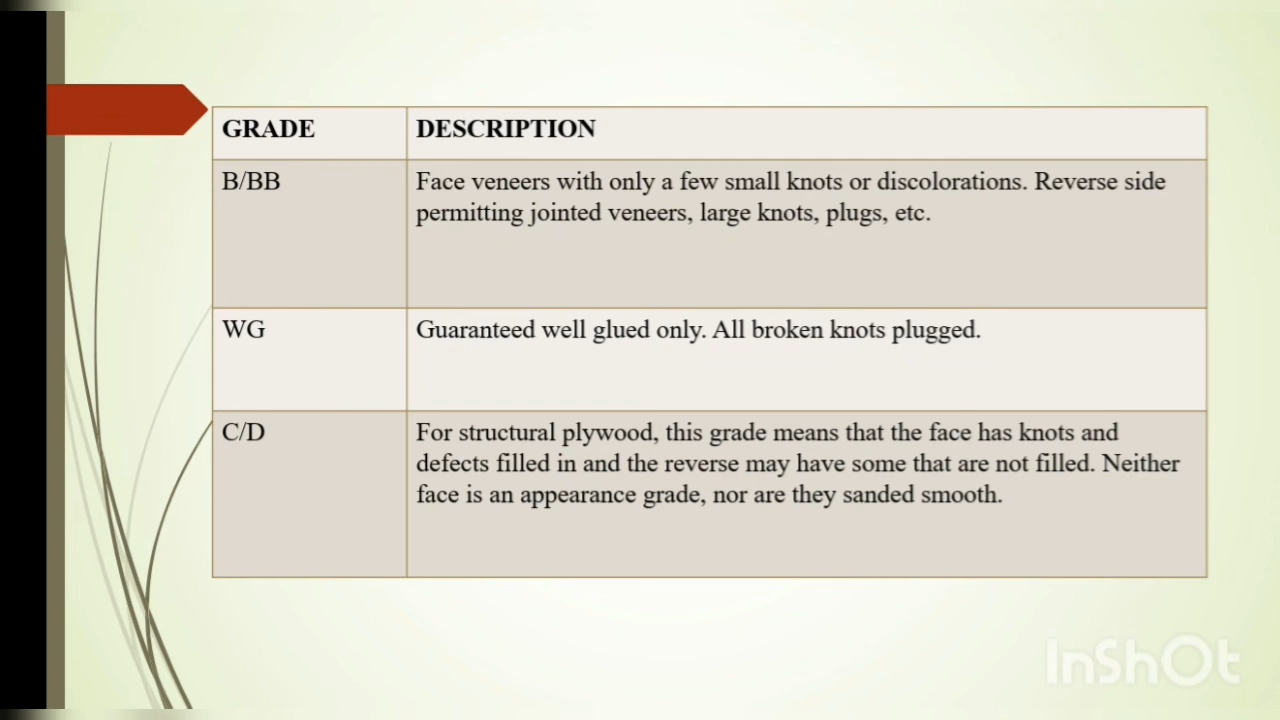 GRADE
DESCRIPTION
B/BB
Face veneers with only a few small knots or discolorations. Reverse side
permitting jointed veneers, large knots, plugs, etc.
WG
Guaranteed well glued only. All broken knots plugged.
C/D
For structural plywood, this grade means that the face has knots and
defects filled in and the reverse may have some that are not filled. Neither
face is an appearance grade, nor are they sanded smooth.
InShOt